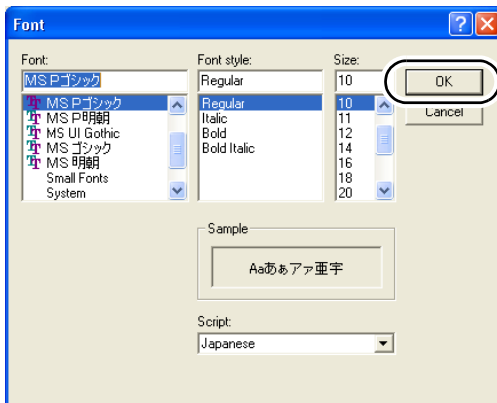 Font
Font:
MS Pゴシック
MS Pゴシック
MS P明朝
MS UI Gothic
MS ゴシック
MS 明朝
Small Fonts
System
Font style:
Regular
Regular
Italic
Bold
Bold Italic
Size:
10
10
11
12
14
16
18
20
OK
Cancel
Sample
Aaあぁアァ亜宇
Script:
Japanese